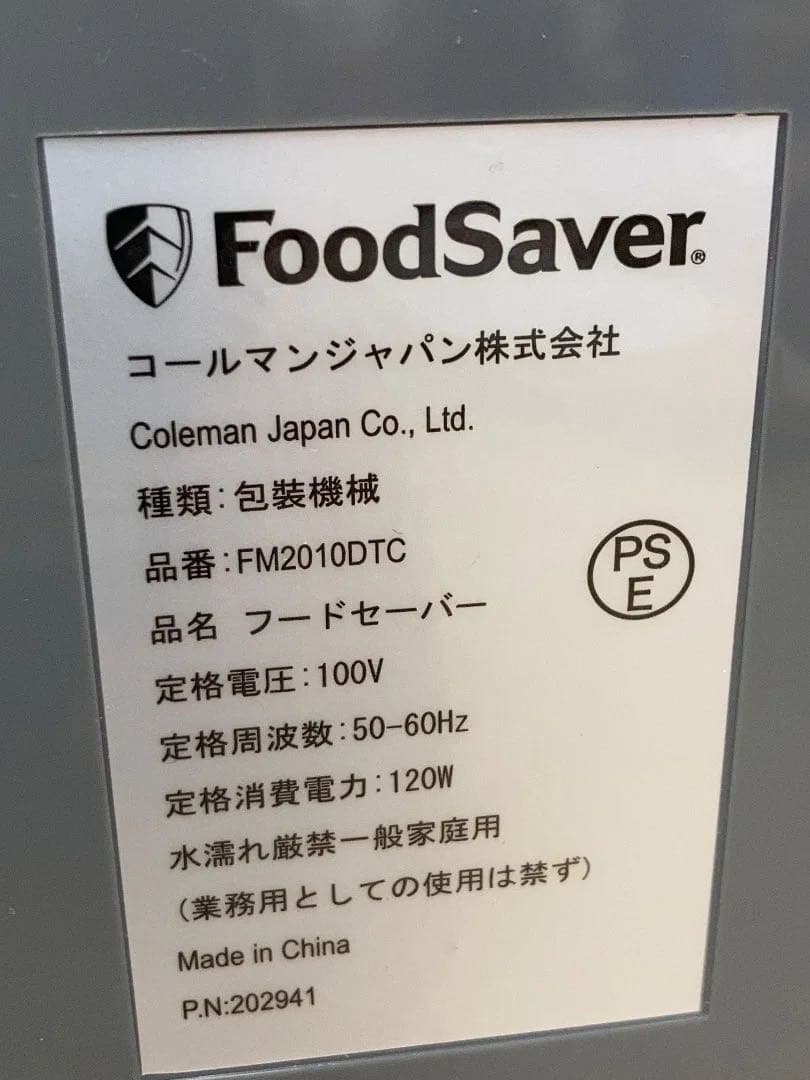 FoodSaver®
コールマンジャパン株式会社
Coleman Japan Co., Ltd.
種類:包装機械
品番:FM2010DTC
PS
E
品名 フードセーバー
定格電圧:100V
定格周波数:50-60Hz
定格消費電力:120W
水濡れ厳禁一般家庭用
(業務用としての使用は禁ず)
Made in China
P.N:202941